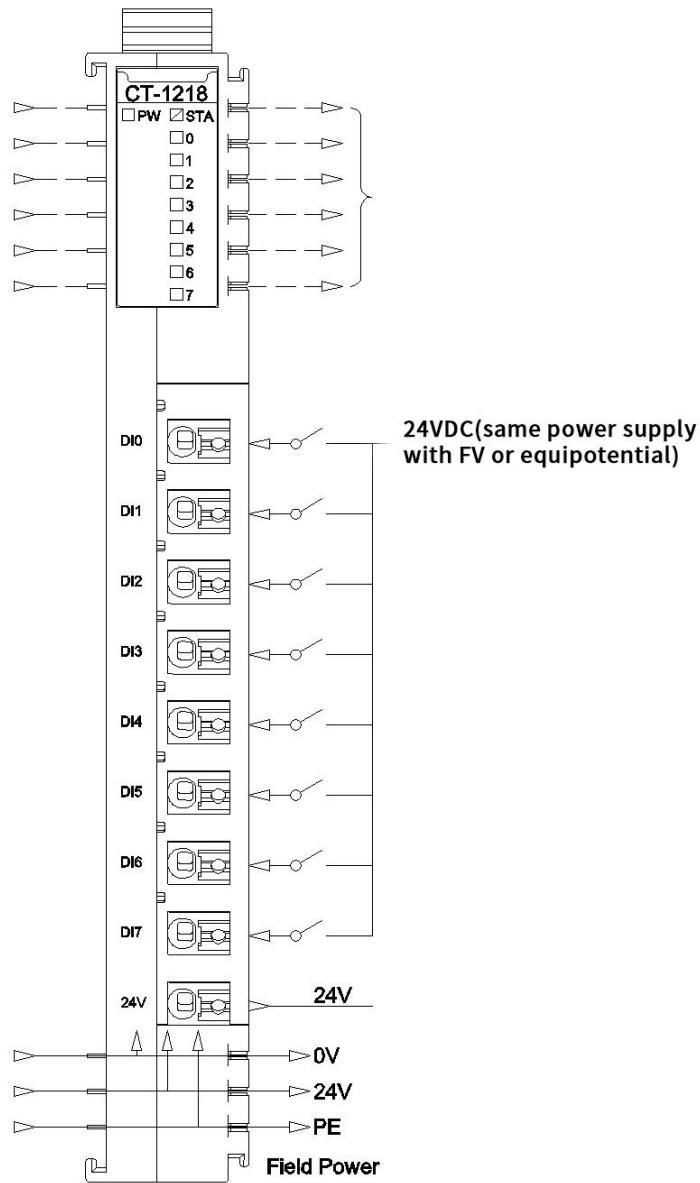 CT-1218
PW STA
0
1
2
3
4
5
6
7
DI0
24VDC(same power supply
with FV or equipotential)
DI1
DI2
DI3
DI4
DI5
DI6
DI7
24V 24V
0V
24V
PE
Field Power